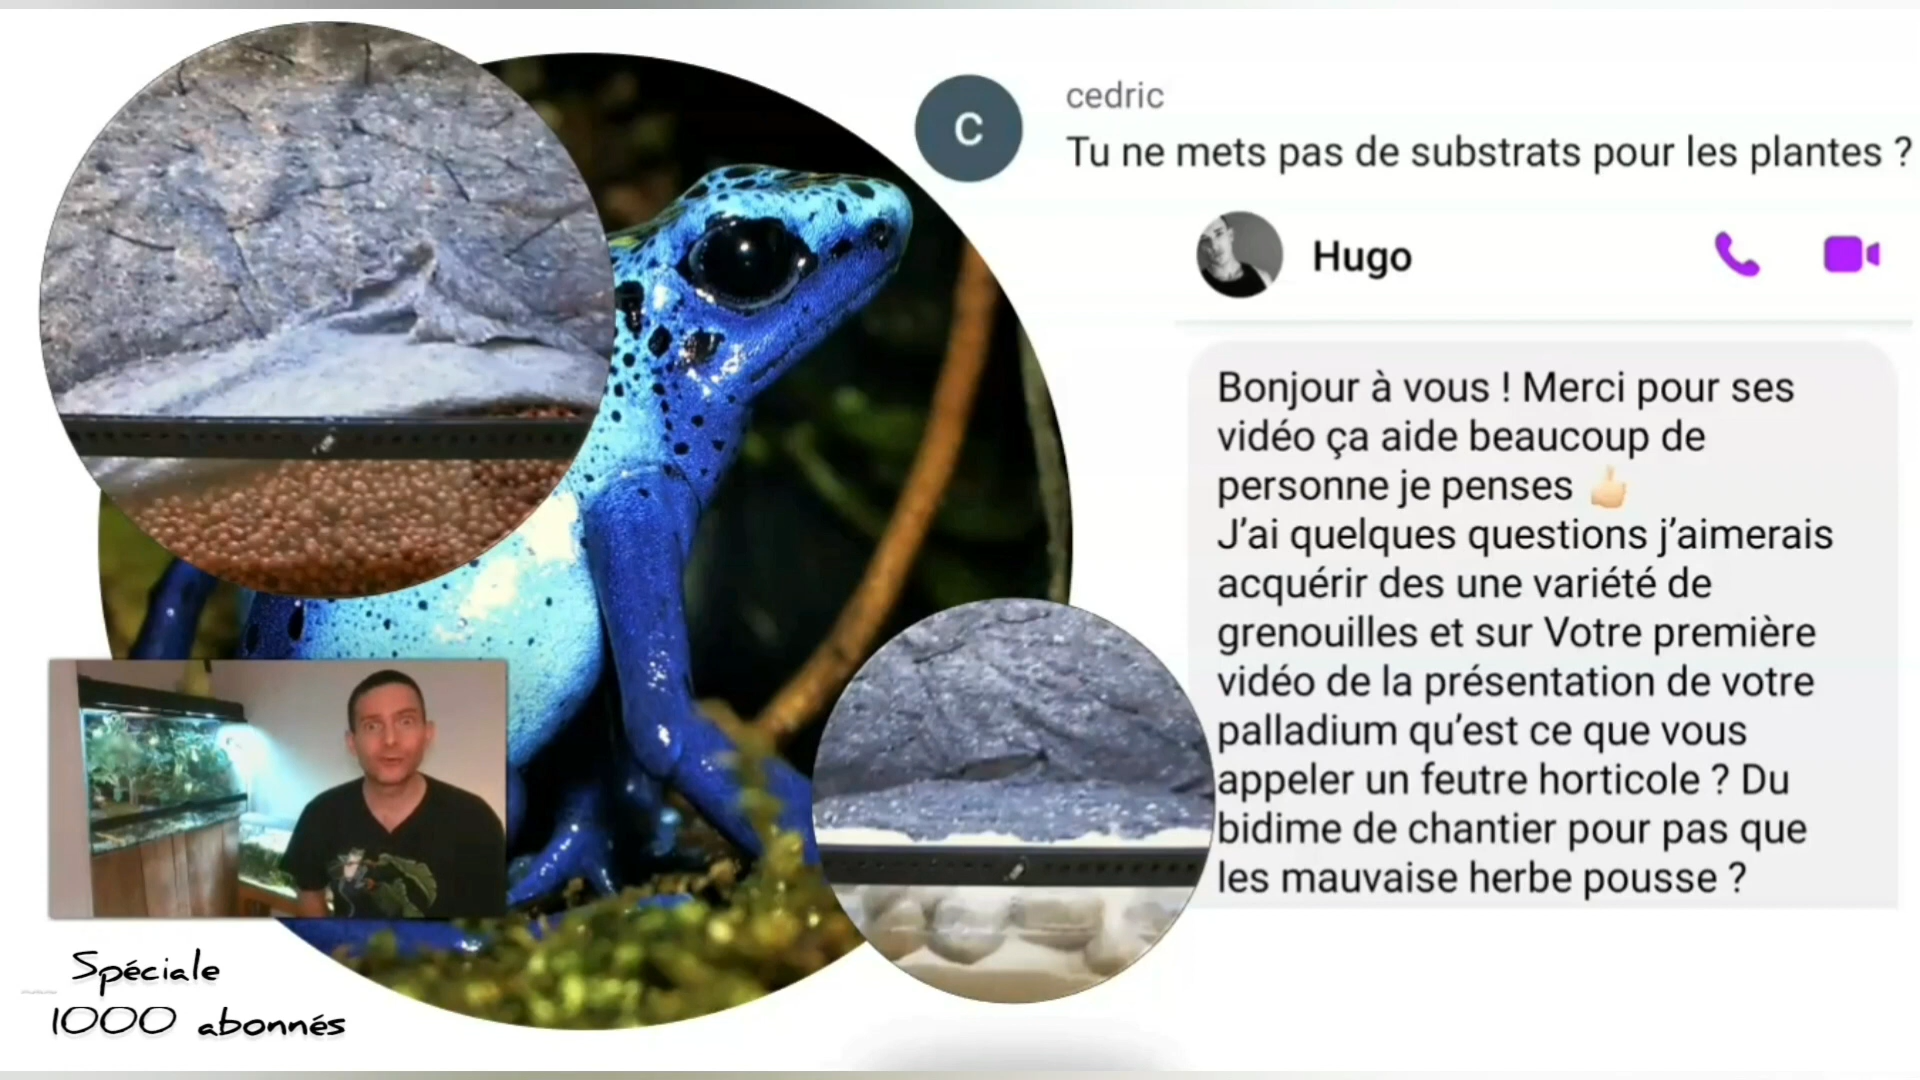 C
cedric
Tu ne mets pas de substrats pour les plantes ?
Hugo
Bonjour à vous ! Merci pour ses
vidéo ça aide beaucoup de
personne je penses 👍🏻
J'ai quelques questions j'aimerais
acquérir des une variété de
grenouilles et sur Votre première
vidéo de la présentation de votre
palladium qu'est ce que vous
appeler un feutre horticole ? Du
bidime de chantier pour pas que
les mauvaise herbe pousse ?
Spéciale
1000 abonnés